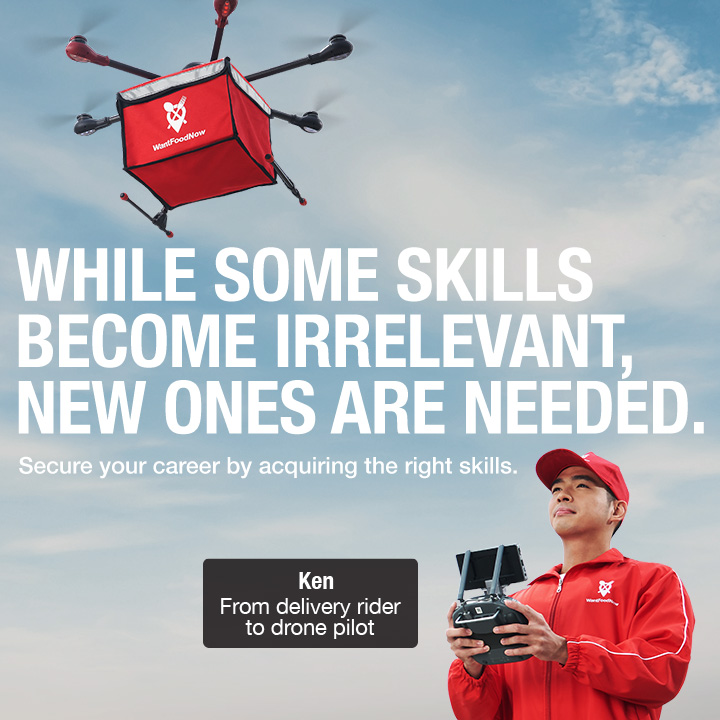 WantFoodNow
WHILE SOME SKILLS
BECOME IRRELEVANT,
NEW ONES ARE NEEDED.
Secure your career by acquiring the right skills.
Ken
From delivery rider
to drone pilot
WantFoodNow